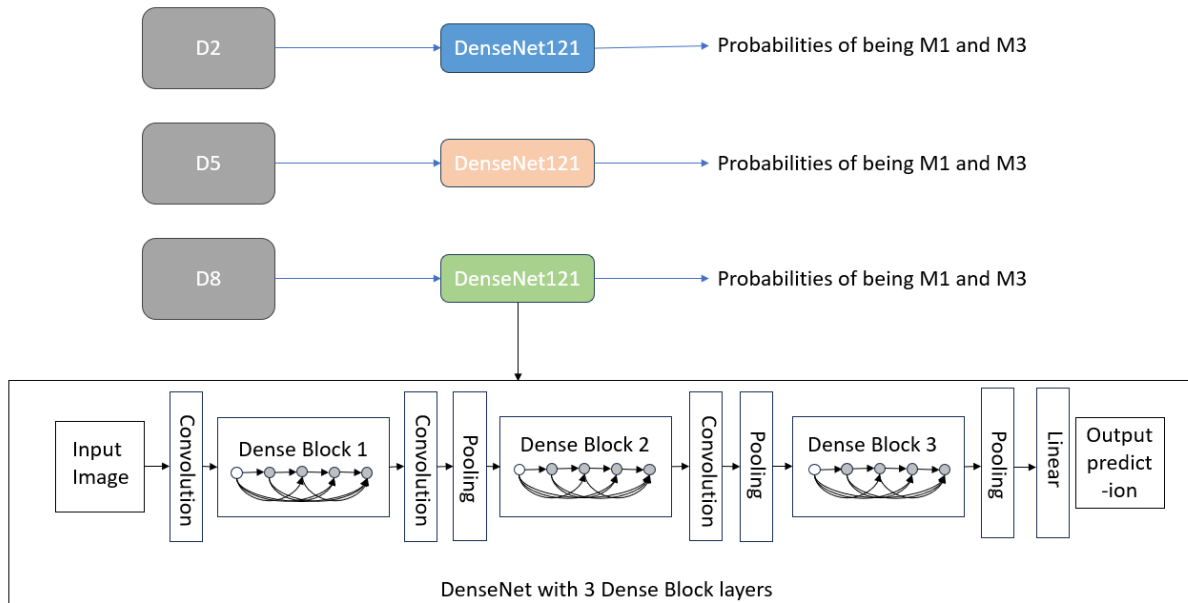 D2
DenseNet121
Probabilities of being M1 and M3
D5
DenseNet121
Probabilities of being M1 and M3
D8
DenseNet121
Probabilities of being M1 and M3
Input
Image
Convolution
Dense Block 1
Convolution
Pooling
Dense Block 2
Convolution
Pooling
Dense Block 3
Pooling
Linear
Output
predict
-ion
DenseNet with 3 Dense Block layers